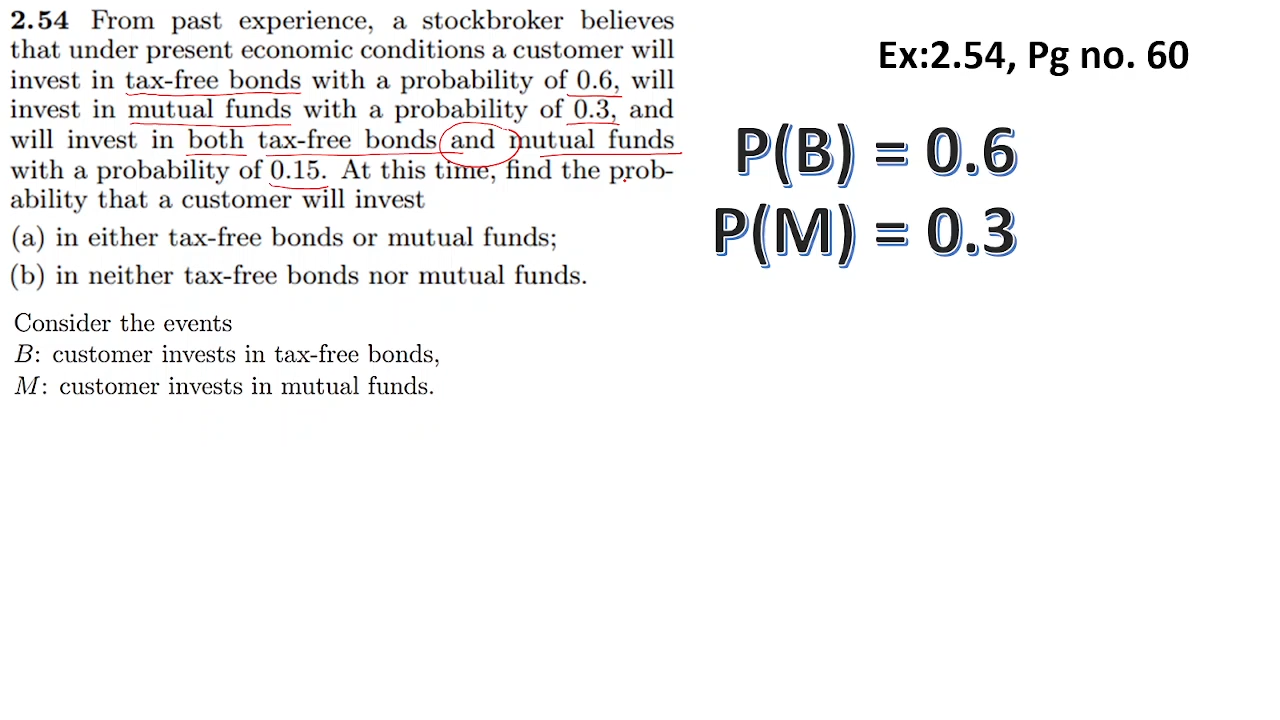 2.54 From past experience, a stockbroker believes
that under present economic conditions a customer will
invest in tax-free bonds with a probability of 0.6, will
invest in mutual funds with a probability of 0.3, and
will invest in both tax-free bonds and mutual funds
with a probability of 0.15. At this time, find the prob-
ability that a customer will invest
(a) in either tax-free bonds or mutual funds;
(b) in neither tax-free bonds nor mutual funds.
Consider the events
B: customer invests in tax-free bonds,
M: customer invests in mutual funds.
Ex:2.54, Pg no. 60
P(B) = 0.6
P(M) = 0.3